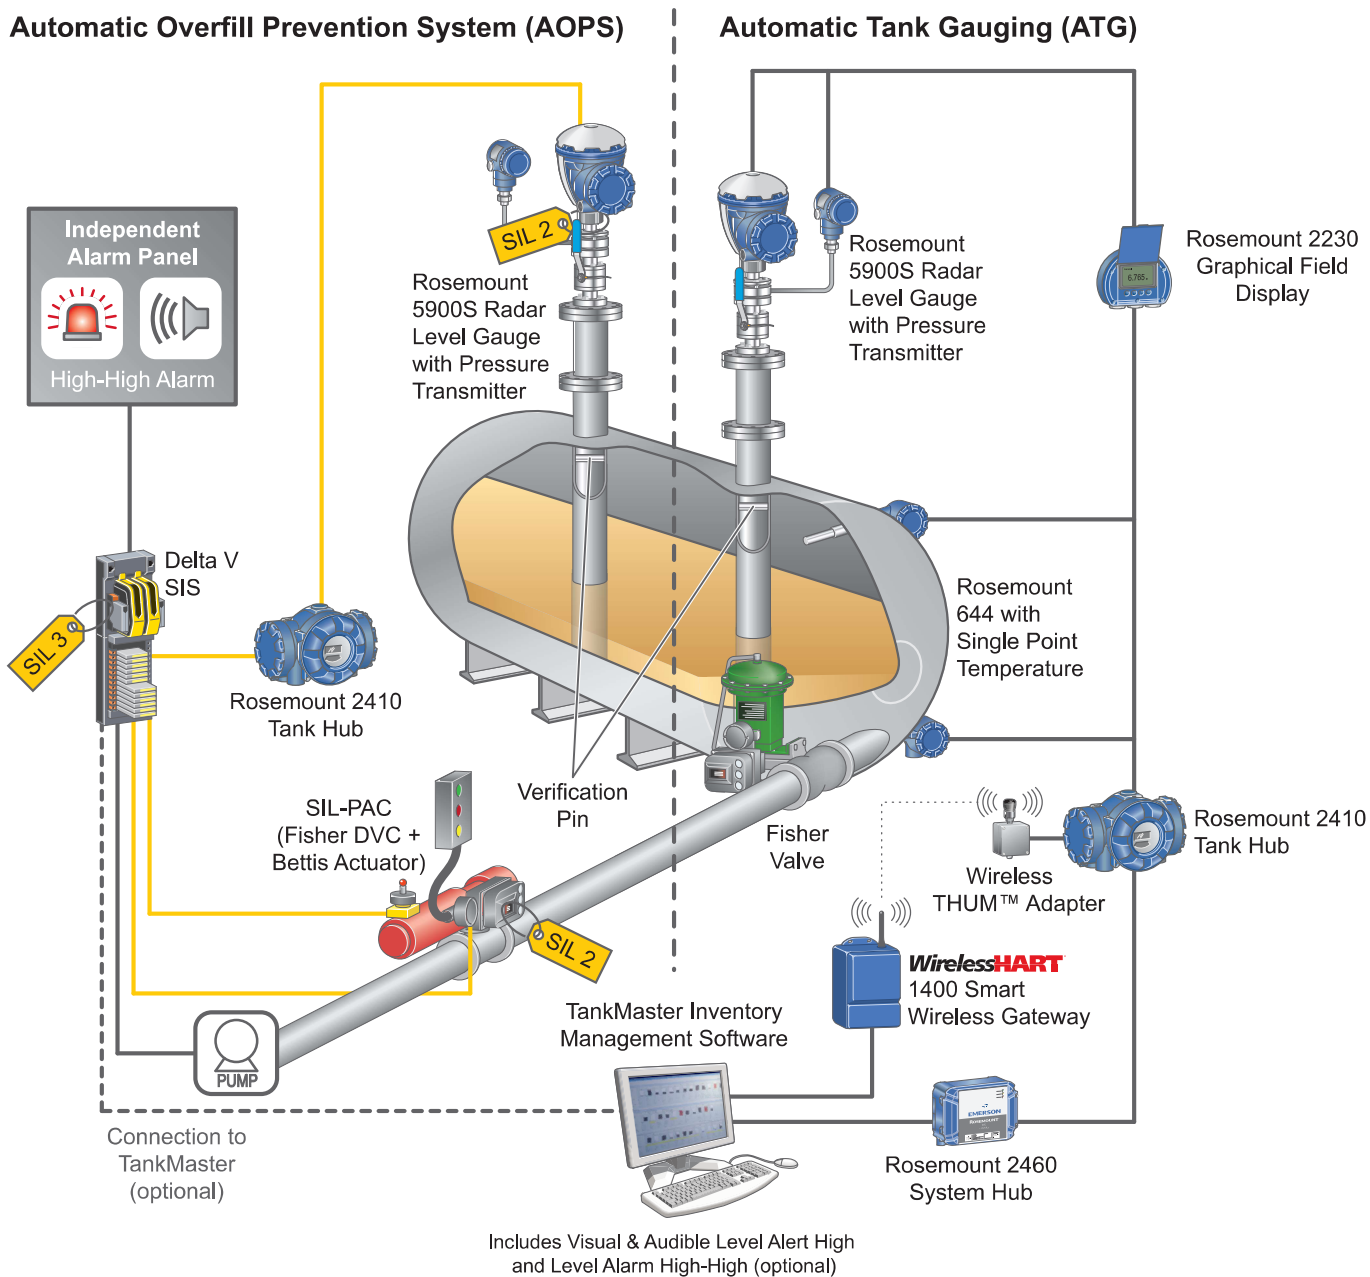 Automatic Overfill Prevention System (AOPS)
Automatic Tank Gauging (ATG)
Independent
Alarm Panel
High-High Alarm
SIL 2
Rosemount
5900S Radar
Level Gauge
with Pressure
Transmitter
Rosemount
5900S Radar
Level Gauge
with Pressure
Transmitter
6.765
Rosemount 2230
Graphical Field
Display
Delta V
SIS
SIL 3
Rosemount 2410
Tank Hub
Rosemount
644 with
Single Point
Temperature
Verification
Pin
SIL-PAC
(Fisher DVC +
Bettis Actuator)
Fisher
Valve
Rosemount 2410
Tank Hub
Wireless
THUM™ Adapter
SIL 2
WirelessHART
1400 Smart
Wireless Gateway
TankMaster Inventory
Management Software
PUMP
EMERSON
ROSEMOUNT
Connection to
TankMaster
(optional)
Rosemount 2460
System Hub
Includes Visual & Audible Level Alert High
and Level Alarm High-High (optional)